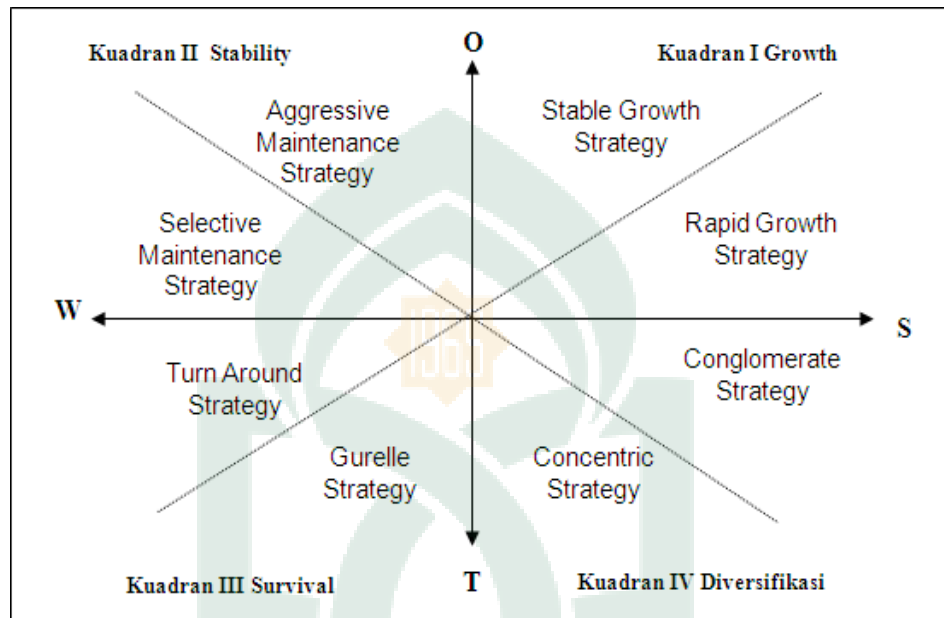 O
Kuadran II Stability
Kuadran I Growth
Aggressive
Maintenance
Strategy
Stable Growth
Strategy
Selective
Maintenance
Strategy
Rapid Growth
Strategy
W
S
1965
Turn Around
Strategy
Conglomerate
Strategy
Gurelle
Strategy
Concentric
Strategy
Kuadran III Survival
T
Kuadran IV Diversifikasi